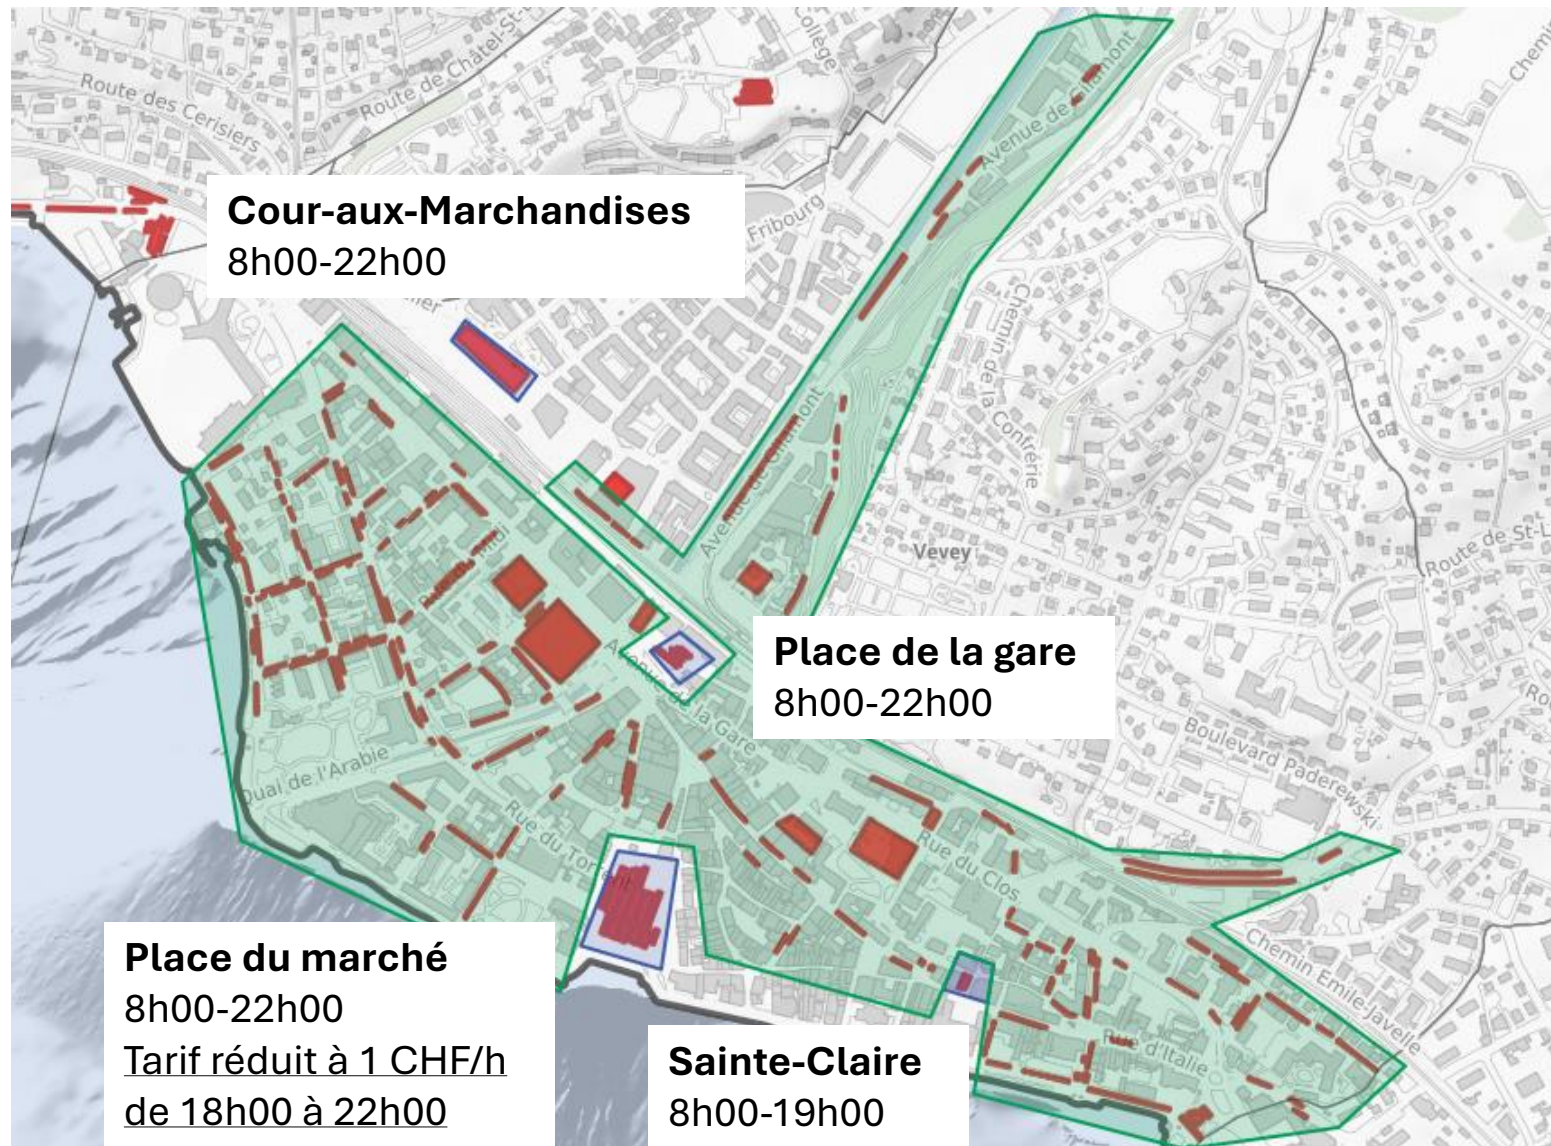 Collège
Route de Châtel-St-
Route des Cerisiers
Avenue de Gilamont
Chemin
Cour-aux-Marchandises
8h00-22h00
Fribourg
Chemin de la Confrérie
Avenue de Gilamont
Vevey
Route de St-L
Place de la gare
8h00-22h00
Avenue de la Gare
Boulevard Paderewski
Quai de l'Arabie
Rue du Torrent
Rue du Clos
Chemin Emile-Javelle
Rue d'Italie
Place du marché
8h00-22h00
Tarif réduit à 1 CHF/h
de 18h00 à 22h00
Sainte-Claire
8h00-19h00